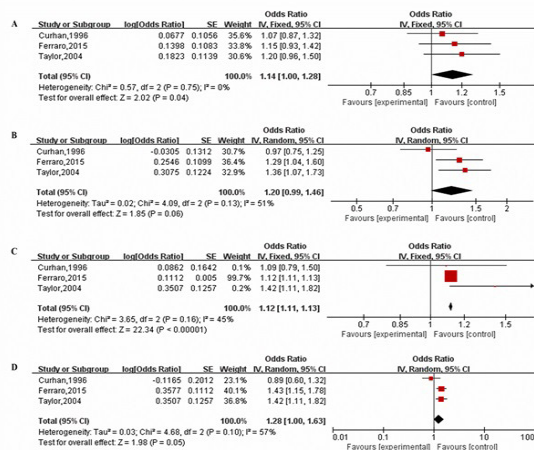 A
Odds Ratio Odds Ratio
Study or Subgroup log[Odds Ratio] SE Weight IV, Fixed, 95% CI IV, Fixed, 95% CI
Curhan,1996 0.0677 0.1056 35.6% 1.07 [0.87, 1.32]
Ferraro,2015 0.1398 0.1083 33.8% 1.15 [0.93, 1.42]
Taylor,2004 0.1823 0.1139 30.6% 1.20 [0.96, 1.50]
Total (95% CI) 100.0% 1.14 [1.00, 1.28]
Heterogeneity: Chi² = 0.57, df = 2 (P = 0.75); I² = 0%
Test for overall effect: Z = 2.02 (P = 0.04)
0.7 0.85 1 1.2 1.5
Favours [experimental] Favours [control]
B
Odds Ratio Odds Ratio
Study or Subgroup log[Odds Ratio] SE Weight IV, Random, 95% CI IV, Random, 95% CI
Curhan,1996 -0.0305 0.1312 30.7% 0.97 [0.75, 1.25]
Ferraro,2015 0.2546 0.1099 36.4% 1.29 [1.04, 1.60]
Taylor,2004 0.3075 0.1224 32.9% 1.36 [1.07, 1.73]
Total (95% CI) 100.0% 1.20 [0.99, 1.46]
Heterogeneity: Tau² = 0.02; Chi² = 4.09, df = 2 (P = 0.13); I² = 51%
Test for overall effect: Z = 1.85 (P = 0.06)
0.5 0.7 1 1.5 2
Favours [experimental] Favours [control]
C
Odds Ratio Odds Ratio
Study or Subgroup log[Odds Ratio] SE Weight IV, Fixed, 95% CI IV, Fixed, 95% CI
Curhan,1996 0.0862 0.1642 0.1% 1.09 [0.79, 1.50]
Ferraro,2015 0.1112 0.005 99.7% 1.12 [1.11, 1.13]
Taylor,2004 0.3507 0.1257 0.2% 1.42 [1.11, 1.82]
Total (95% CI) 100.0% 1.12 [1.11, 1.13]
Heterogeneity: Chi² = 3.65, df = 2 (P = 0.16); I² = 45%
Test for overall effect: Z = 22.34 (P < 0.00001)
0.7 0.85 1 1.2 1.5
Favours [experimental] Favours [control]
D
Odds Ratio Odds Ratio
Study or Subgroup log[Odds Ratio] SE Weight IV, Random, 95% CI IV, Random, 95% CI
Curhan,1996 -0.1165 0.2012 23.1% 0.89 [0.60, 1.32]
Ferraro,2015 0.3577 0.1112 40.1% 1.43 [1.15, 1.78]
Taylor,2004 0.3507 0.1257 36.8% 1.42 [1.11, 1.82]
Total (95% CI) 100.0% 1.28 [1.00, 1.63]
Heterogeneity: Tau² = 0.03; Chi² = 4.68, df = 2 (P = 0.10); I² = 57%
Test for overall effect: Z = 1.98 (P = 0.05)
0.01 0.1 1 10 100
Favours [experimental] Favours [control]